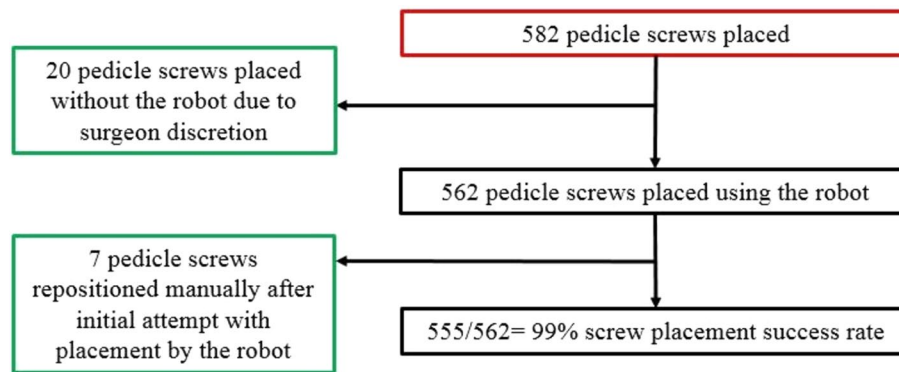 582 pedicle screws placed
20 pedicle screws placed
without the robot due to
surgeon discretion
562 pedicle screws placed using the robot
7 pedicle screws
repositioned manually after
initial attempt with
placement by the robot
555/562= 99% screw placement success rate